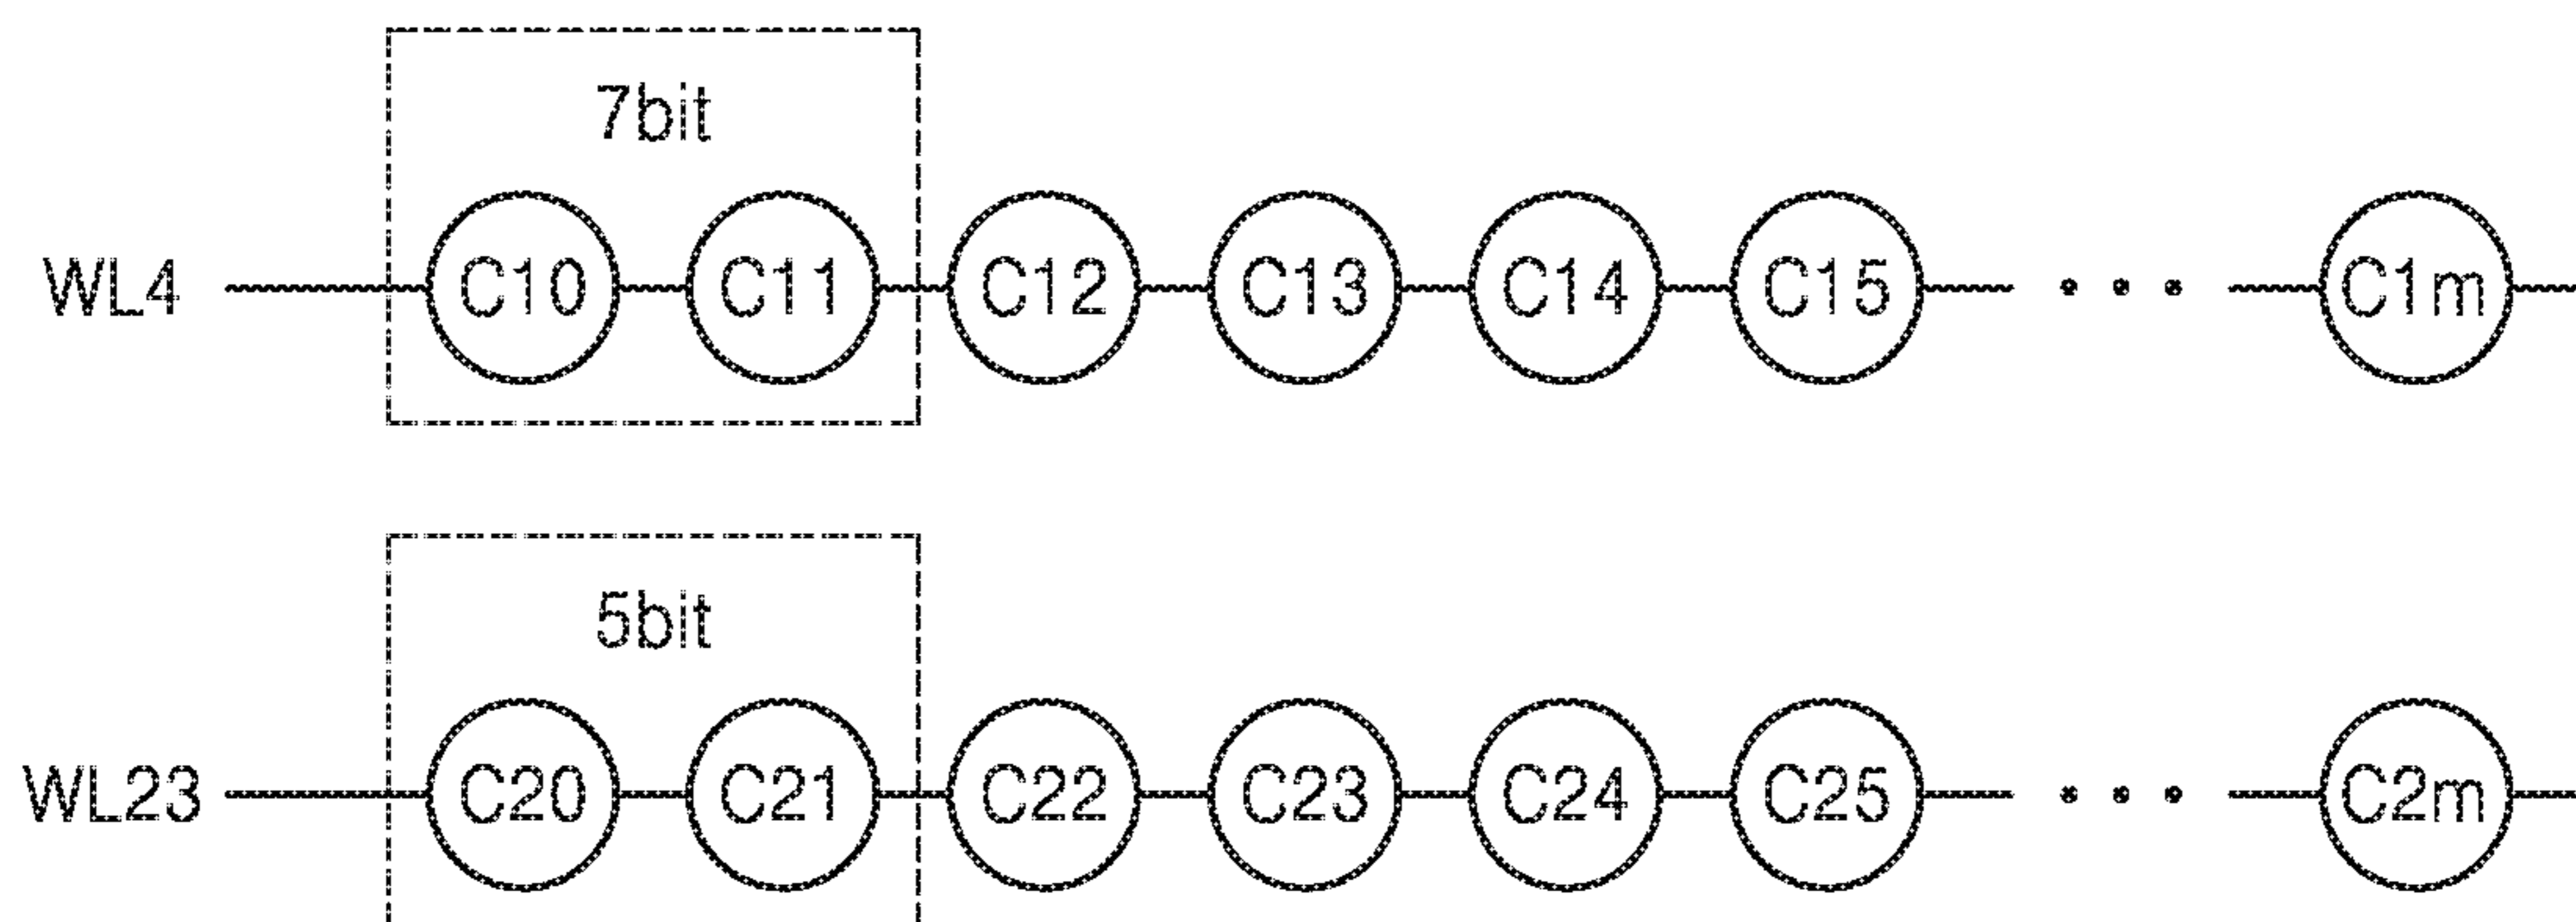 7bit
WL4 C10 C11 C12 C13 C14 C15 • • • C1m
5bit
WL23 C20 C21 C22 C23 C24 C25 • • • C2m